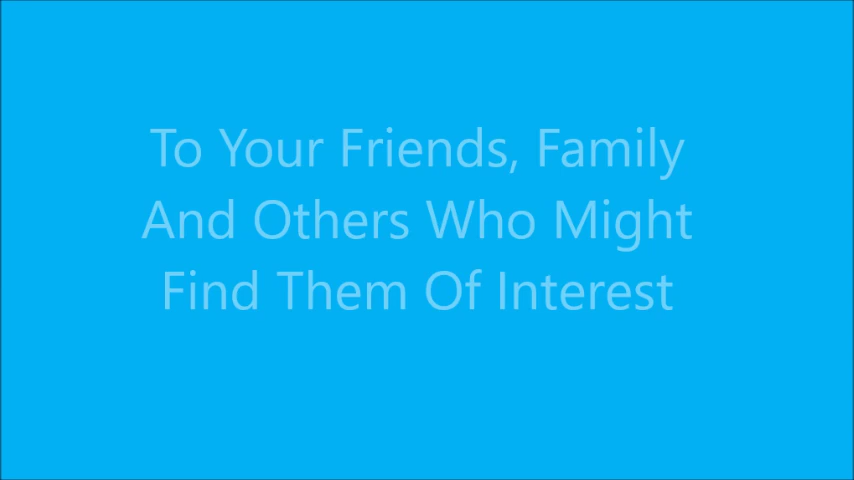 To Your Friends, Family
And Others Who Might
Find Them Of Interest